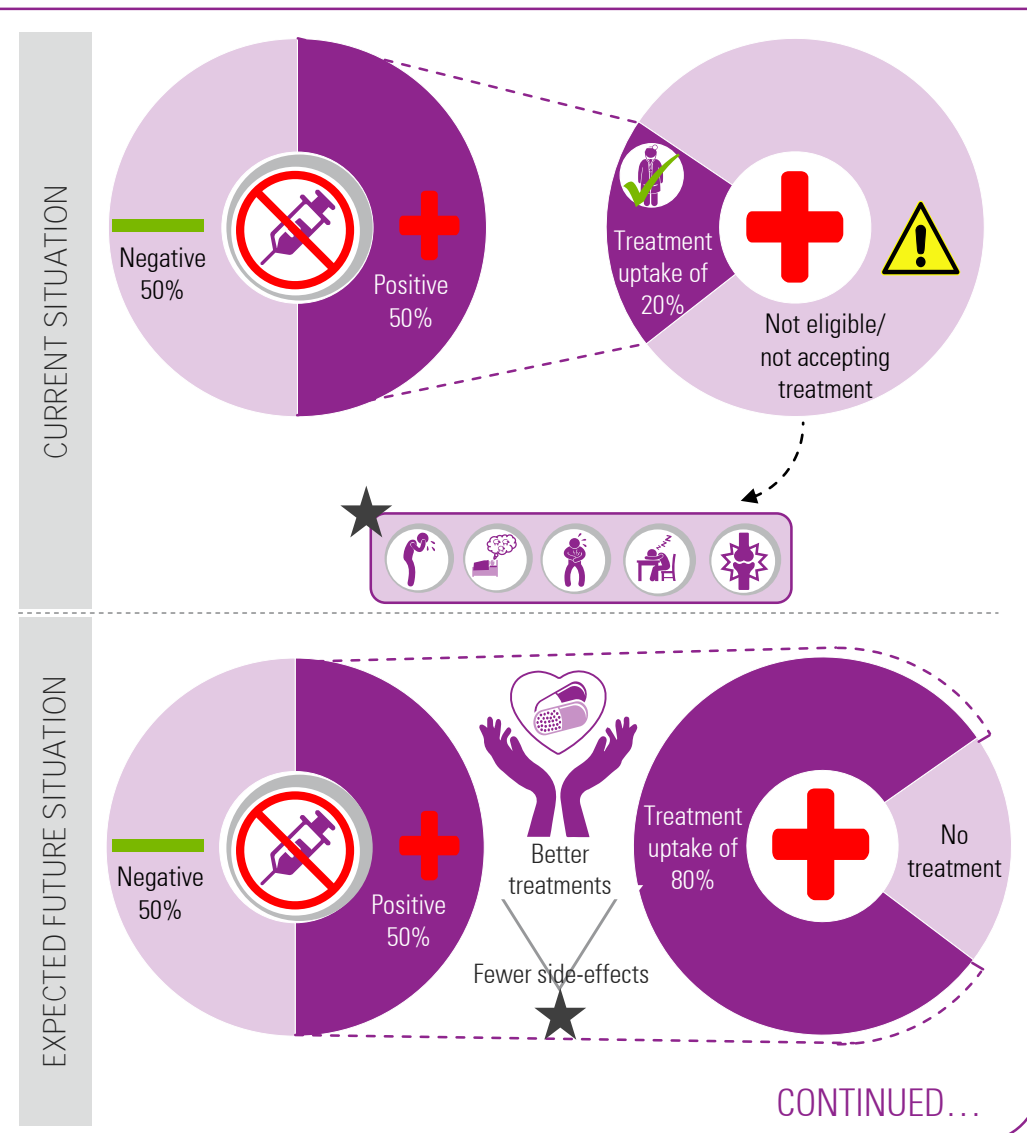 CURRENT SITUATION
Negative
50%
Positive
50%
Treatment
uptake of
20%
Not eligible/
not accepting
treatment
zzzz
EXPECTED FUTURE SITUATION
Negative
50%
Positive
50%
Better
treatments
Fewer side-effects
Treatment
uptake of
80%
No
treatment
CONTINUED...